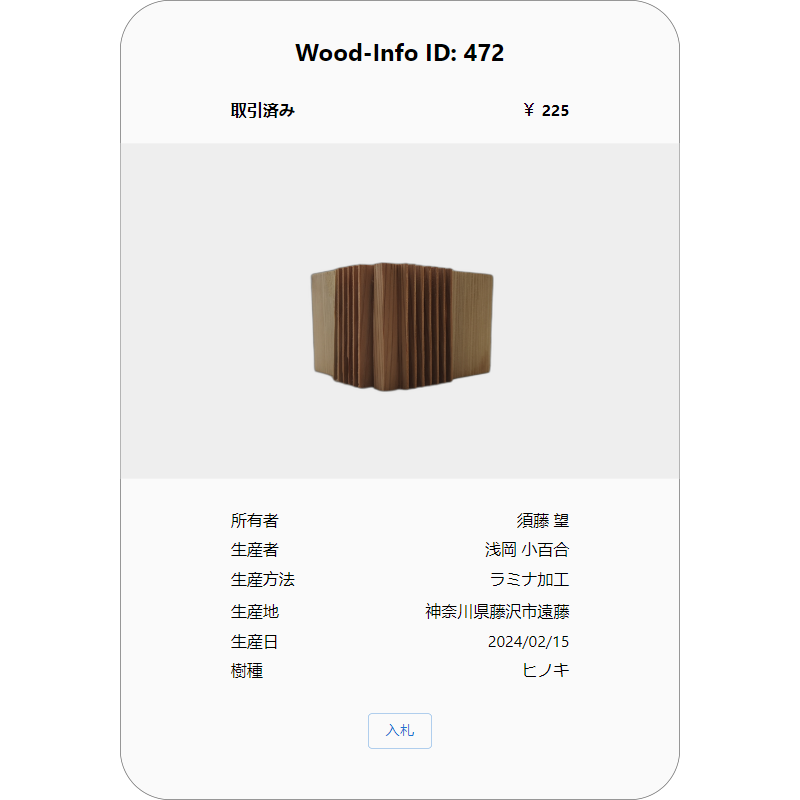 Wood-Info ID: 472
取引済み ￥ 225
所有者 須藤 望
生産者 浅岡 小百合
生産方法 ラミナ加工
生産地 神奈川県藤沢市遠藤
生産日 2024/02/15
樹種 ヒノキ
入札